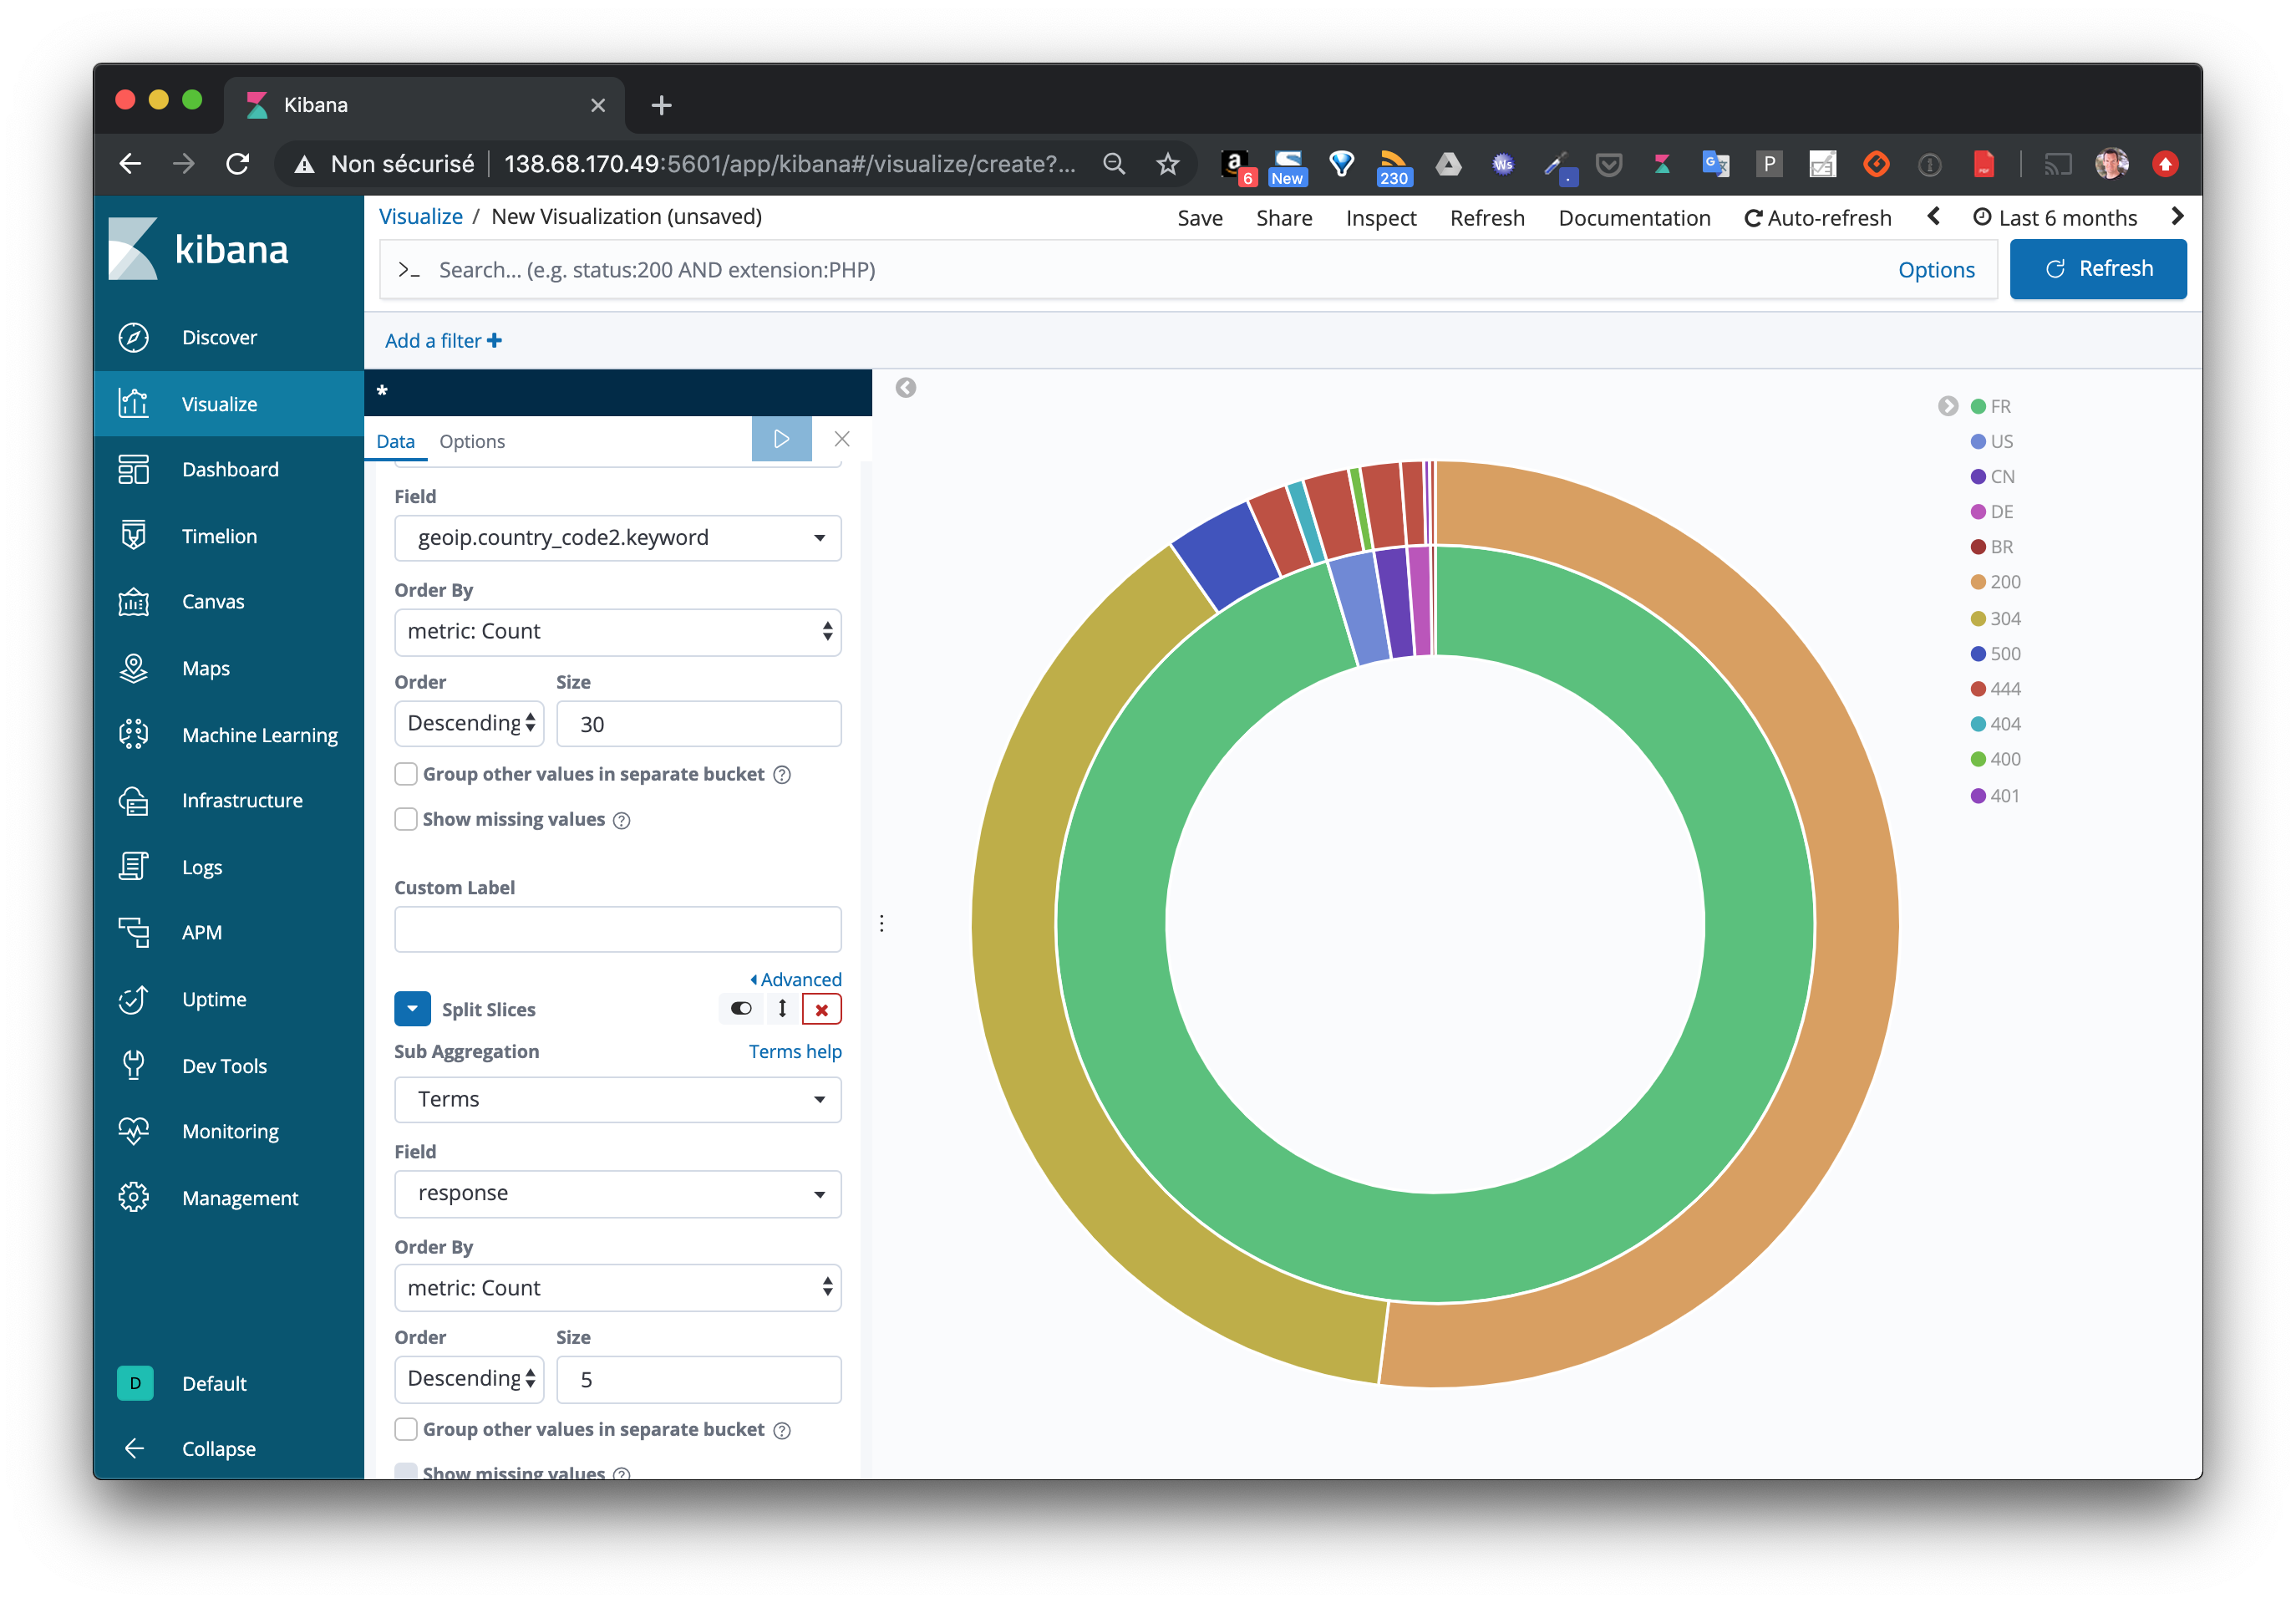 Kibana
Non sécurisé 138.68.170.49:5601/app/kibana#/visualize/create?...
a 6 New 230 Ws . G P
kibana
Discover
Visualize
Dashboard
Timelion
Canvas
Maps
Machine Learning
Infrastructure
Logs
APM
Uptime
Dev Tools
Monitoring
Management
D Default
Collapse
Visualize / New Visualization (unsaved)
Save Share Inspect Refresh Documentation Auto-refresh Last 6 months
>_ Search... (e.g. status:200 AND extension:PHP) Options Refresh
Add a filter +
*
Data Options
Field
geoip.country_code2.keyword
Order By
metric: Count
Order Size
Descending 30
Group other values in separate bucket ?
Show missing values ?
Custom Label
Advanced
Split Slices
Sub Aggregation Terms help
Terms
Field
response
Order By
metric: Count
Order Size
Descending 5
Group other values in separate bucket ?
Show missing values ?
FR
US
CN
DE
BR
200
304
500
444
404
400
401